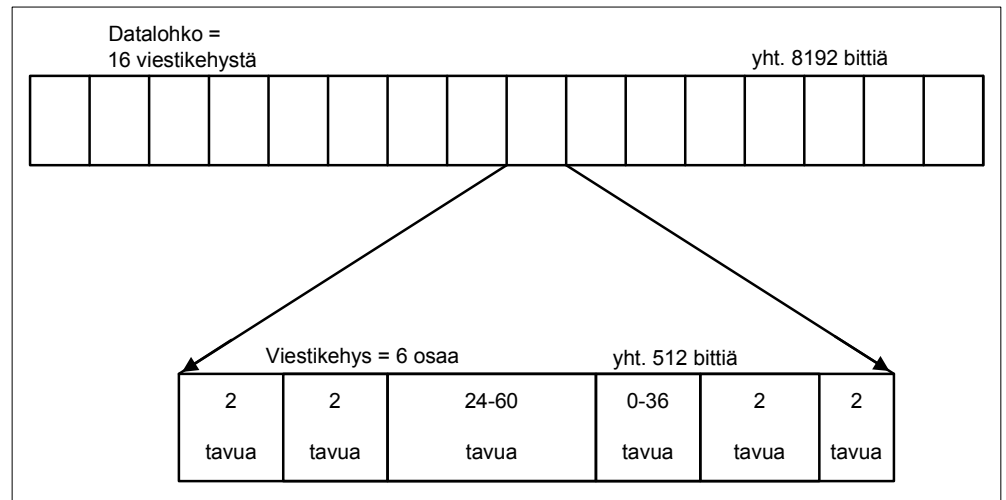 Datalohko =
16 viestikehystä
yht. 8192 bittiä
Viestikehys = 6 osaa
yht. 512 bittiä
2 2 24-60 0-36 2 2
tavua tavua tavua tavua tavua tavua